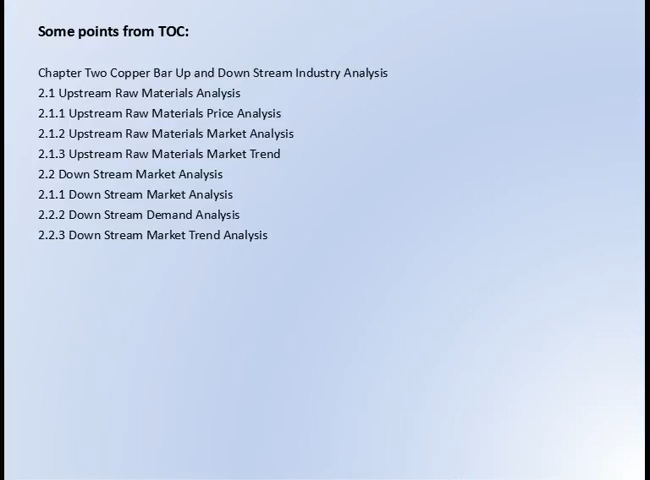 Some points from TOC:
Chapter Two Copper Bar Up and Down Stream Industry Analysis
2.1 Upstream Raw Materials Analysis
2.1.1 Upstream Raw Materials Price Analysis
2.1.2 Upstream Raw Materials Market Analysis
2.1.3 Upstream Raw Materials Market Trend
2.2 Down Stream Market Analysis
2.1.1 Down Stream Market Analysis
2.2.2 Down Stream Demand Analysis
2.2.3 Down Stream Market Trend Analysis